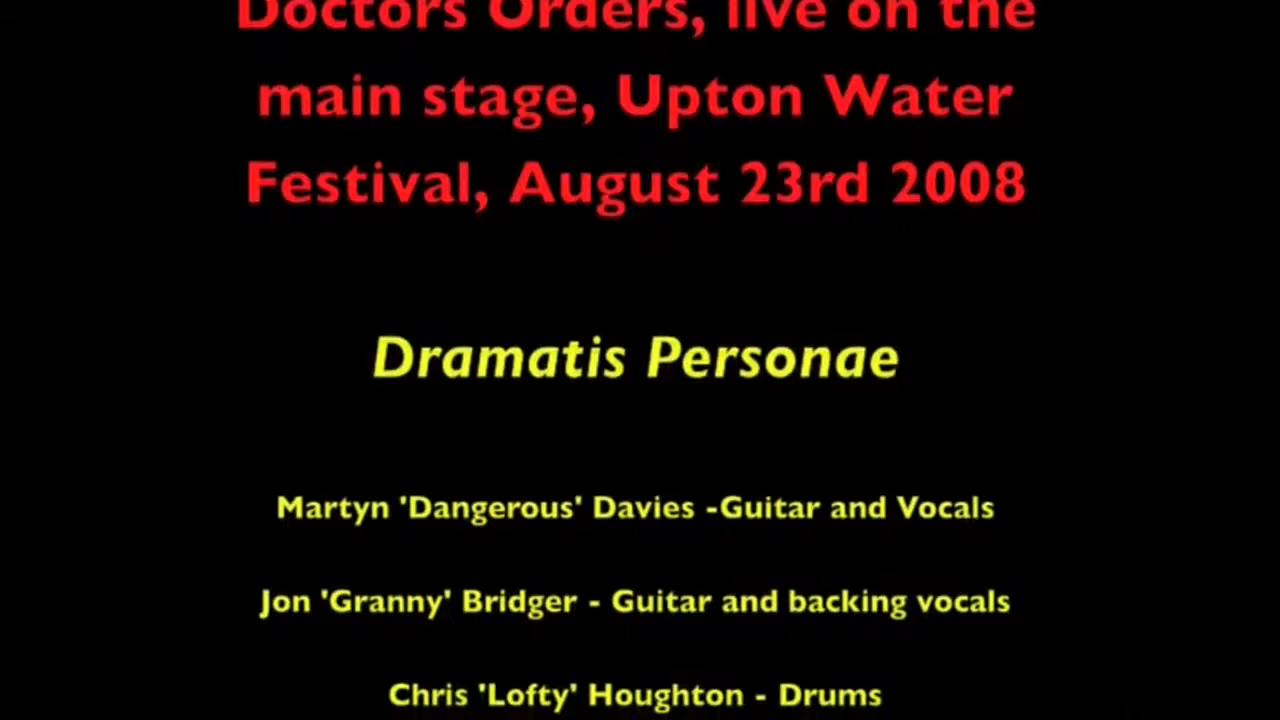 Doctors Orders, live on the
main stage, Upton Water
Festival, August 23rd 2008
Dramatis Personae
Martyn 'Dangerous' Davies -Guitar and Vocals
Jon 'Granny' Bridger - Guitar and backing vocals
Chris 'Lofty' Houghton - Drums